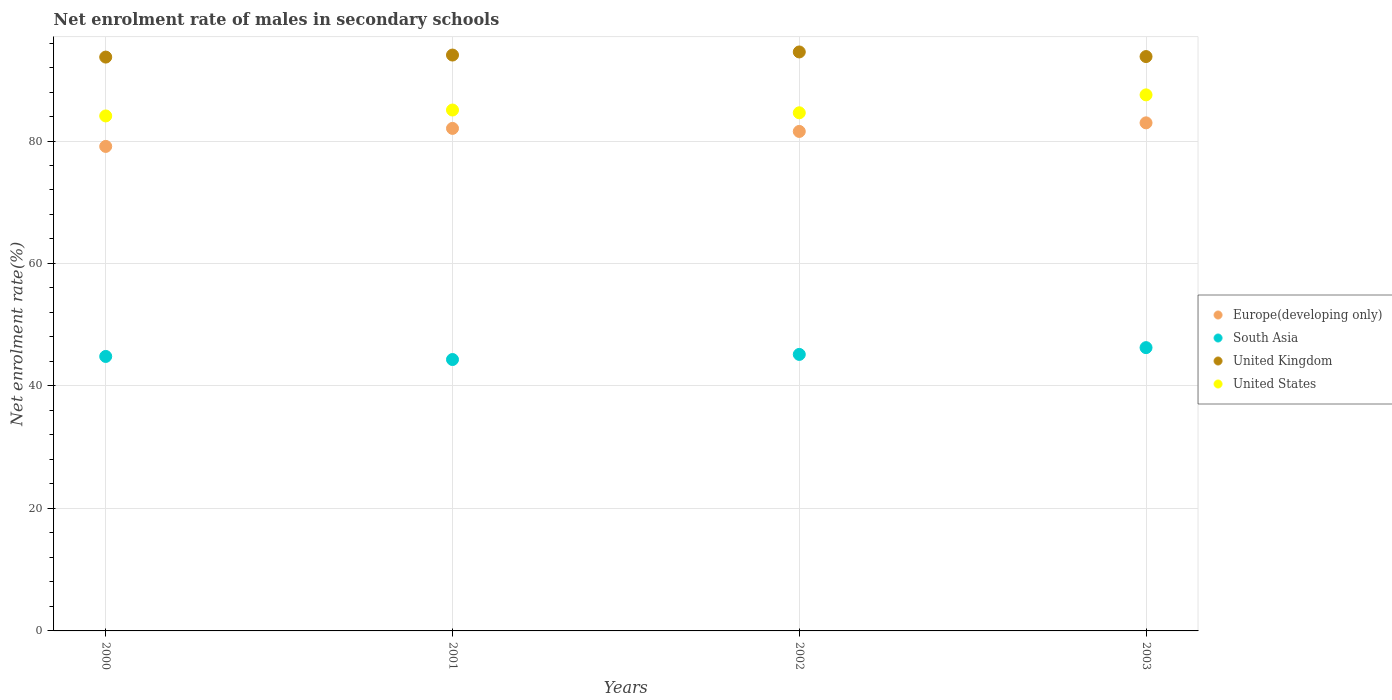 Net enrolment rate of males in secondary schools
Net enrolment rate(%)
80
60
40
20
0
2000
2001
2002
2003
Years
Europe(developing only)
South Asia
United Kingdom
United States